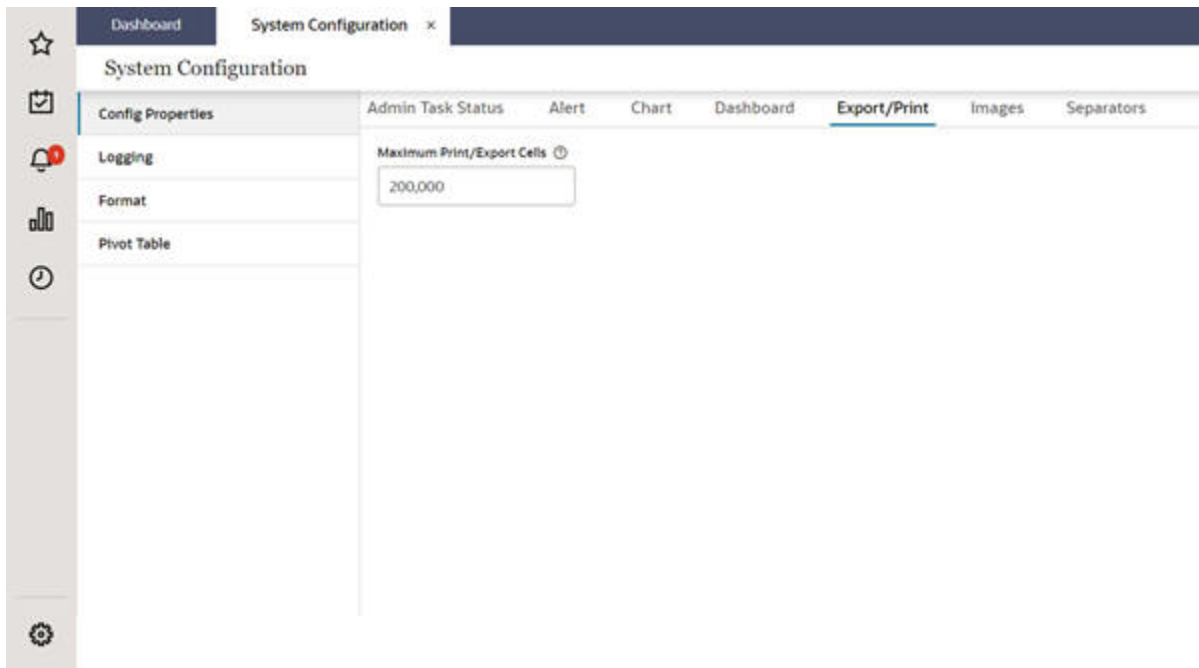 Dashboard System Configuration ×
System Configuration
Config Properties
Logging
Format
Pivot Table
Admin Task Status Alert Chart Dashboard Export/Print Images Separators
Maximum Print/Export Cells
200,000